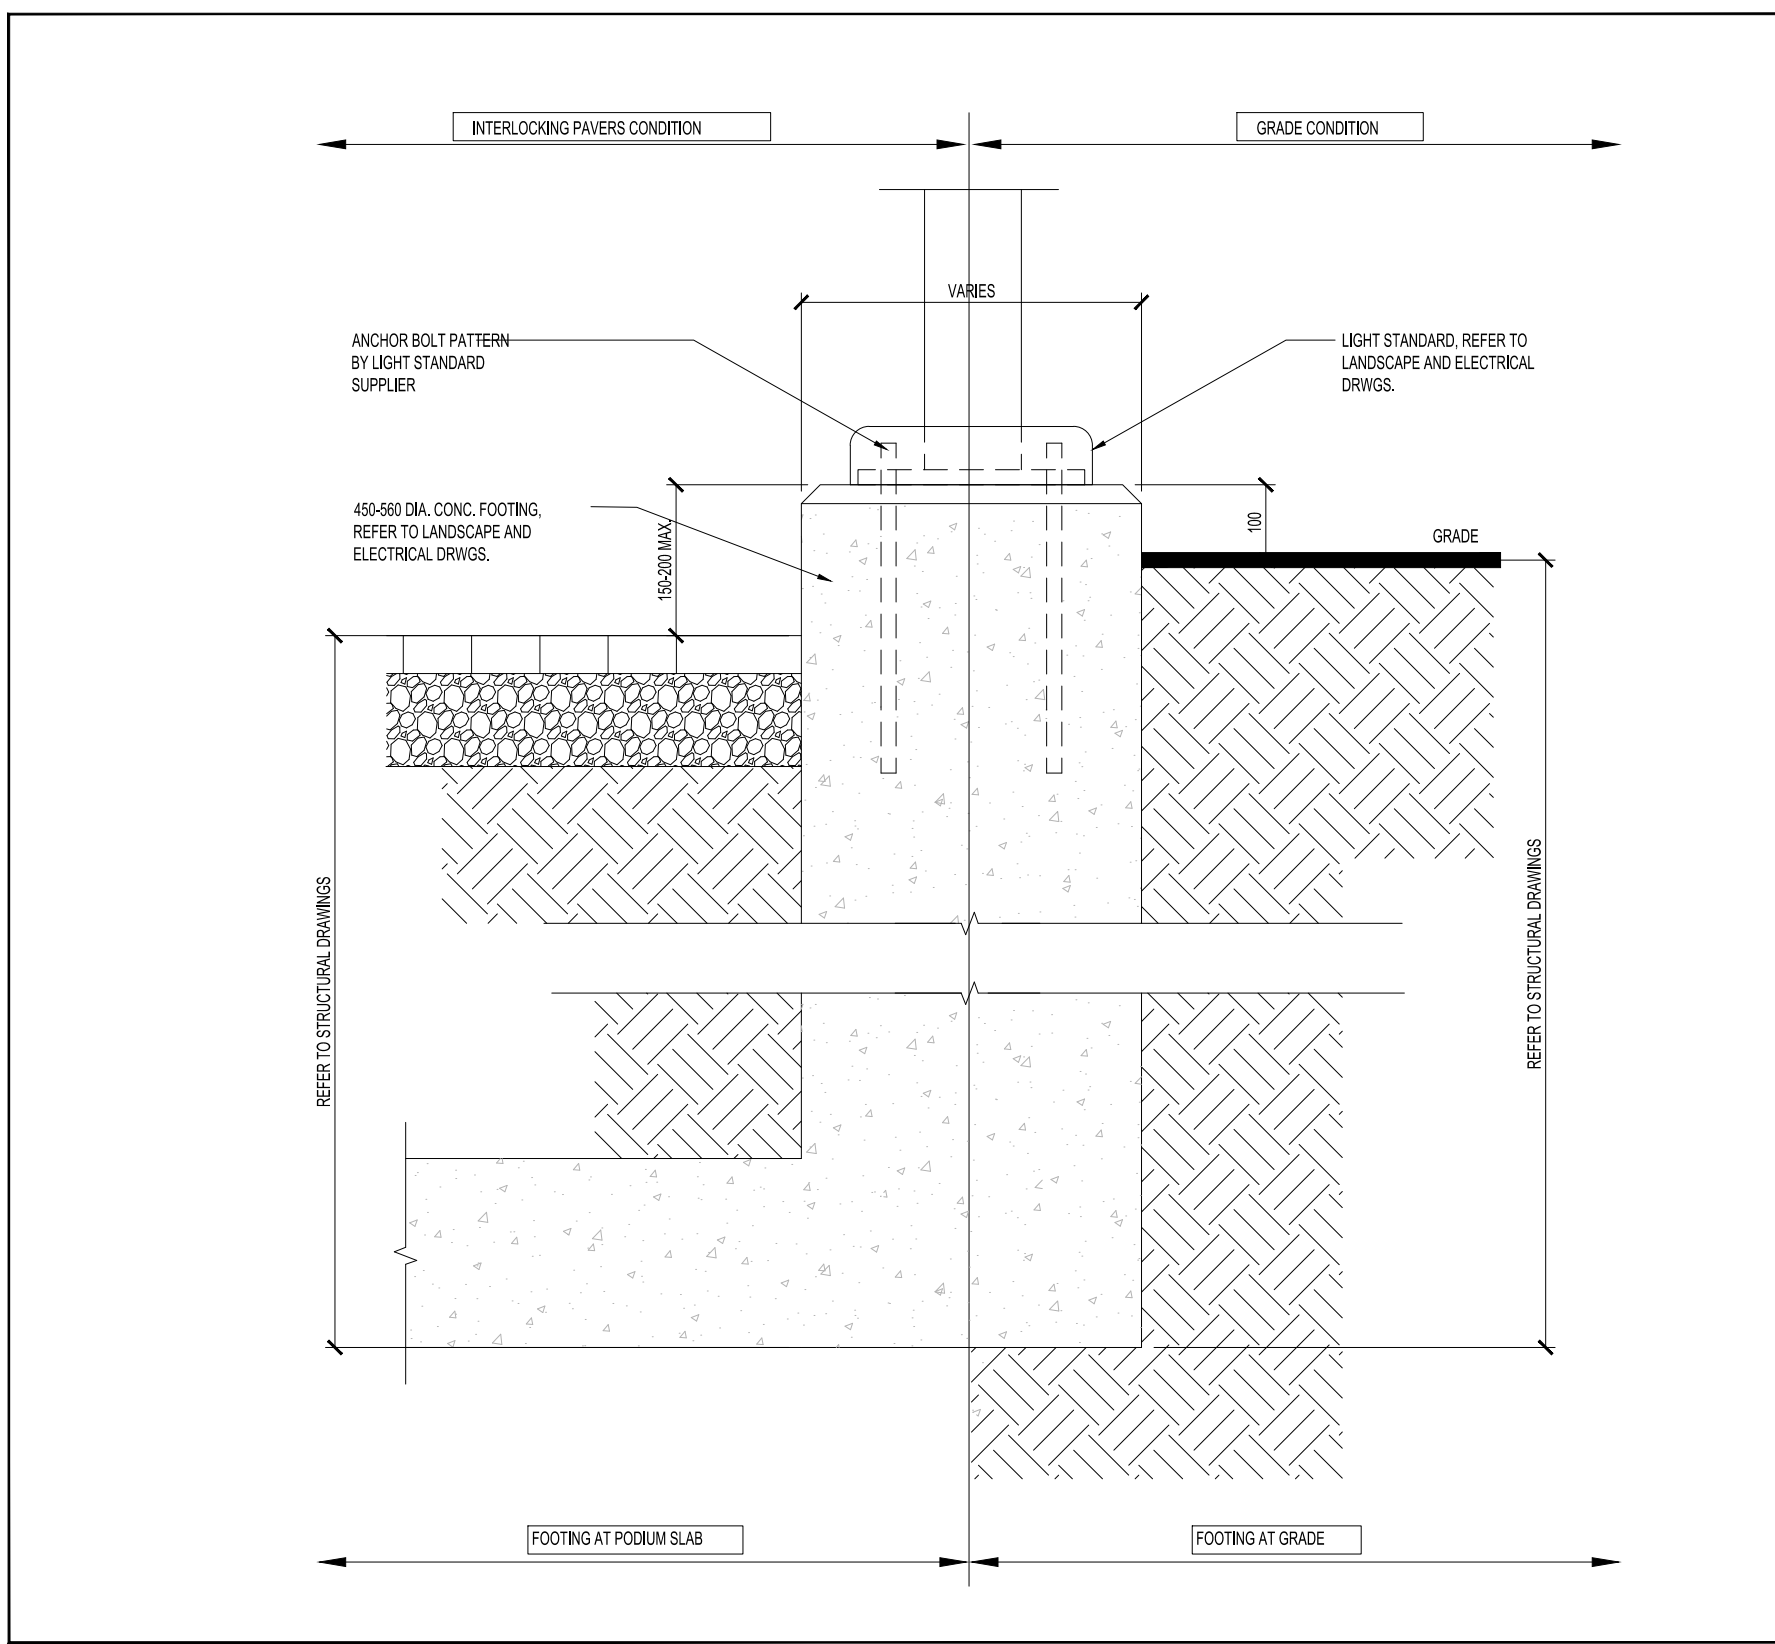 INTERLOCKING PAVERS CONDITION
GRADE CONDITION
VARIES
ANCHOR BOLT PATTERN
BY LIGHT STANDARD
SUPPLIER
LIGHT STANDARD, REFER TO
LANDSCAPE AND ELECTRICAL
DRWGS.
450-560 DIA. CONC. FOOTING,
REFER TO LANDSCAPE AND
ELECTRICAL DRWGS.
150-200 MAX.
100
GRADE
REFER TO STRUCTURAL DRAWINGS
REFER TO STRUCTURAL DRAWINGS
FOOTING AT PODIUM SLAB
FOOTING AT GRADE